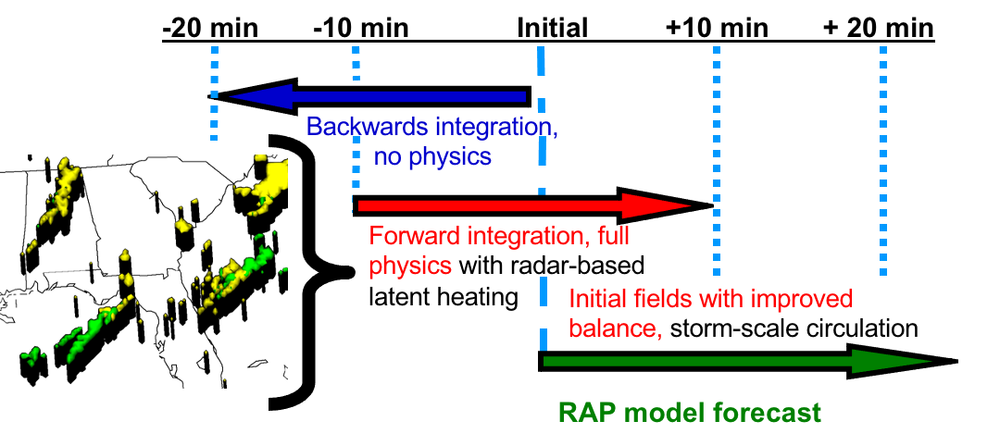 -20 min -10 min Initial +10 min + 20 min
Backwards integration,
no physics
Forward integration, full
physics with radar-based
latent heating
Initial fields with improved
balance, storm-scale circulation
RAP model forecast